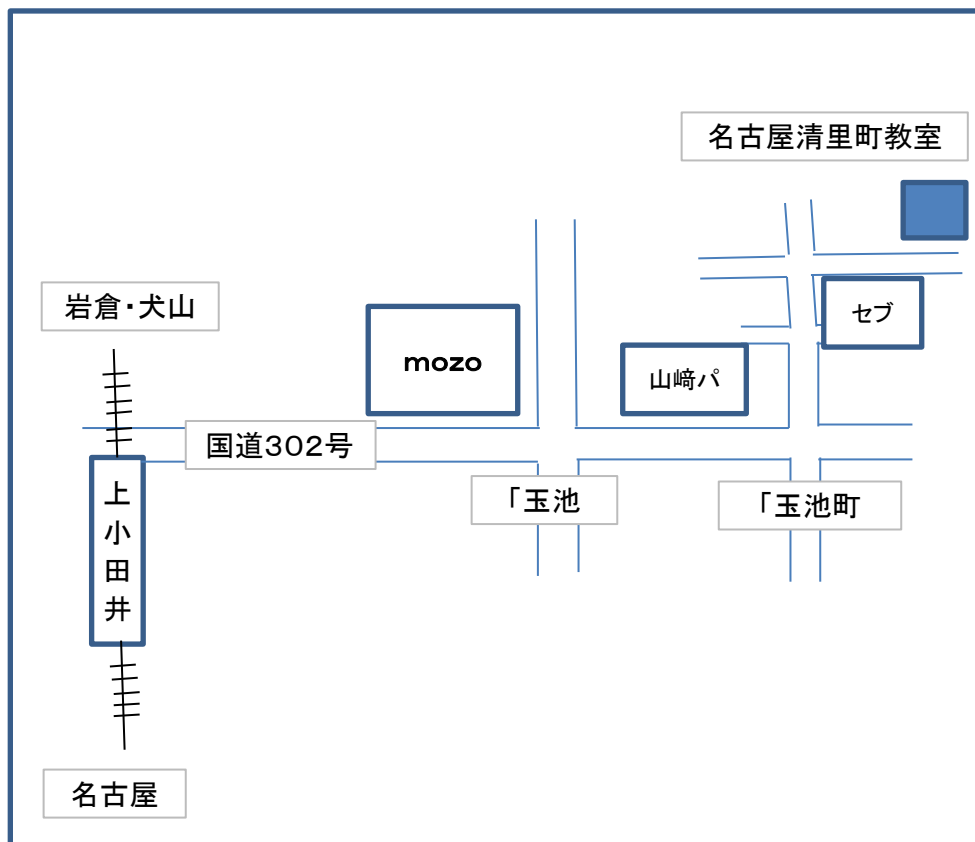 名古屋清里町教室
岩倉・犬山
セブ
mozo
山﨑パ
国道302号
「玉池
「玉池町
上小田井
名古屋